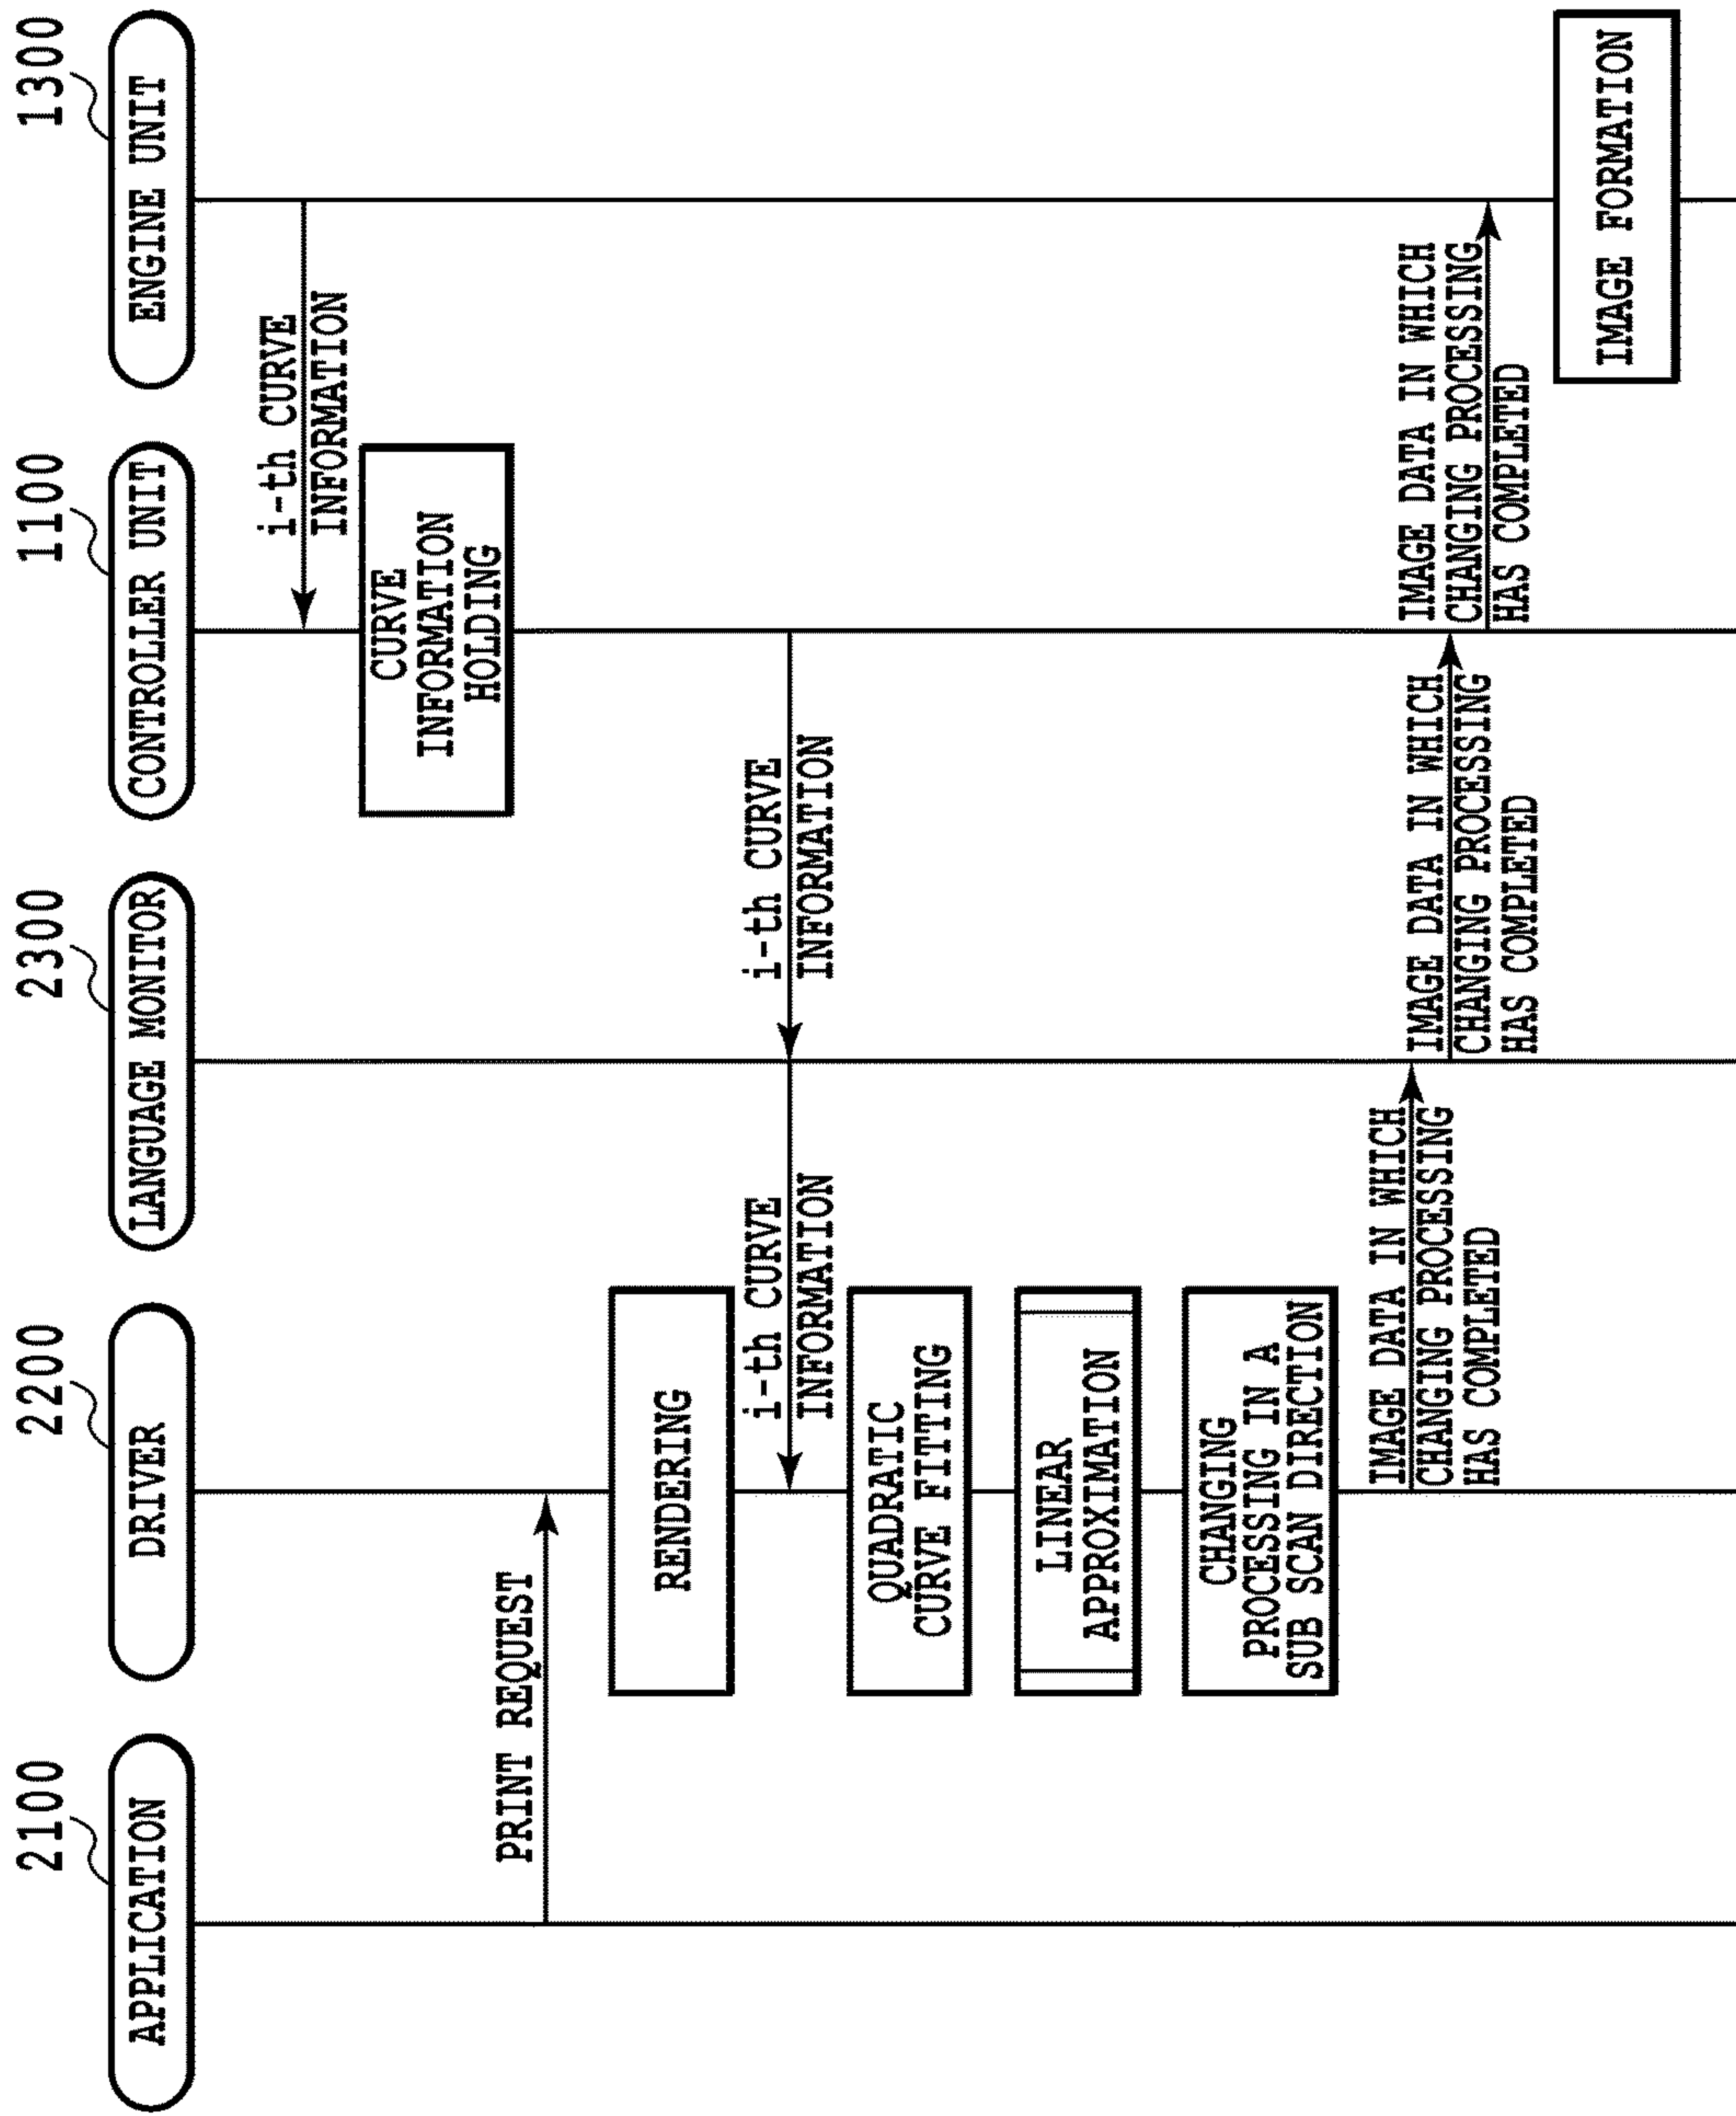 2100
2200
2300
1100
1300
APPLICATION
DRIVER
LANGUAGE MONITOR
CONTROLLER UNIT
ENGINE UNIT
i-th CURVE
INFORMATION
CURVE
INFORMATION
HOLDING
PRINT REQUEST
RENDERING
i-th CURVE
INFORMATION
i-th CURVE
INFORMATION
QUADRATIC
CURVE FITTING
LINEAR
APPROXIMATION
CHANGING
PROCESSING IN A
SUB SCAN DIRECTION
IMAGE DATA IN WHICH
CHANGING PROCESSING
HAS COMPLETED
IMAGE DATA IN WHICH
CHANGING PROCESSING
HAS COMPLETED
IMAGE DATA IN WHICH
CHANGING PROCESSING
HAS COMPLETED
IMAGE FORMATION